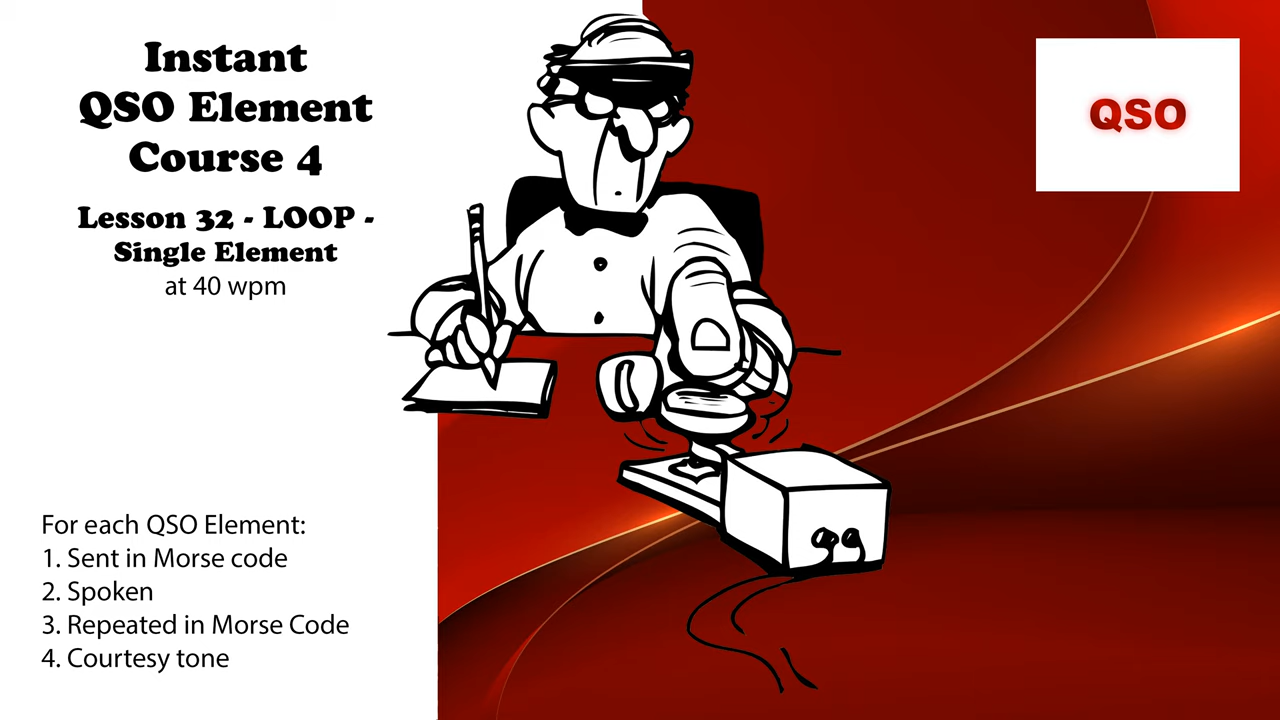 Instant
QSO Element
Course 4
Lesson 32 - LOOP -
Single Element
at 40 wpm
QSO
For each QSO Element:
1. Sent in Morse code
2. Spoken
3. Repeated in Morse Code
4. Courtesy tone